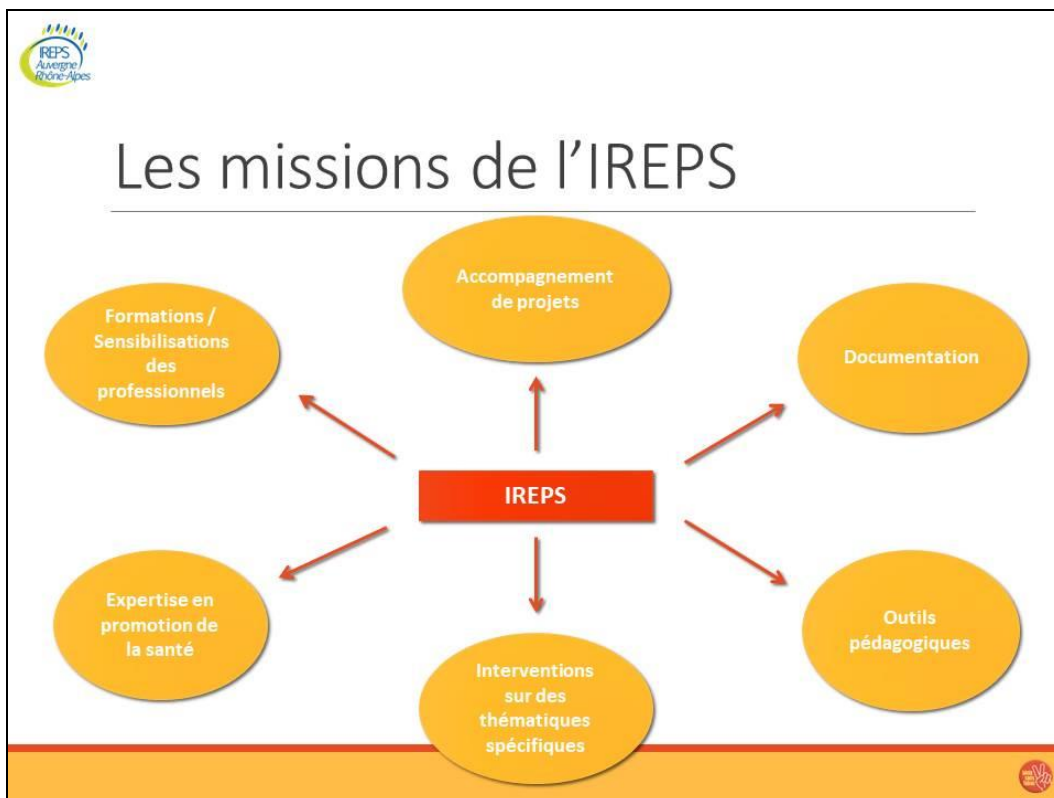 IREPS
Auvergne
Rhône-Alpes
Les missions de l'IREPS
Accompagnement
de projets
Formations /
Sensibilisations
des
professionnels
Documentation
IREPS
Expertise en
promotion de
la santé
Outils
pédagogiques
Interventions
sur des
thématiques
spécifiques